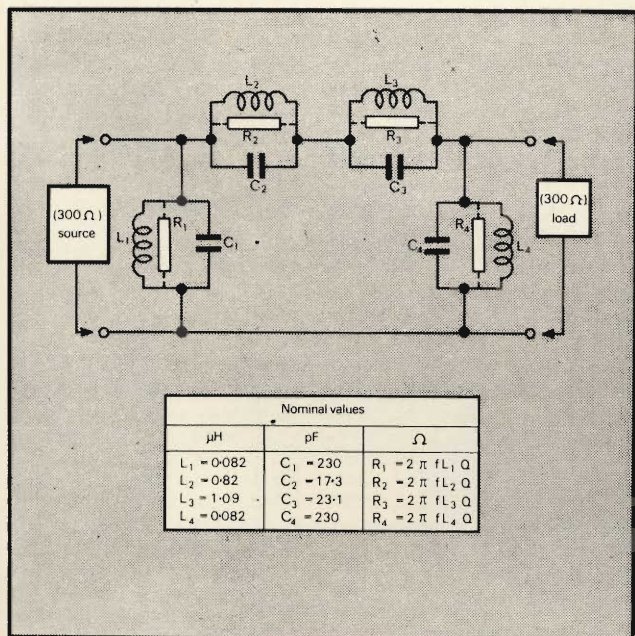 L₂
R₂
C₂
L₃
R₃
C₃
(300 Ω)
source
L₁
R₁
C₁
C₄
R₄
L₄
(300 Ω)
load
Nominal values
μH pF Ω
L₁ = 0·082 C₁ = 230 R₁ = 2 π fL₁ Q
L₂ = 0·82 C₂ = 17·3 R₂ = 2 π fL₂ Q
L₃ = 1·09 C₃ = 23·1 R₃ = 2 π fL₃ Q
L₄ = 0·082 C₄ = 230 R₄ = 2 π fL₄ Q